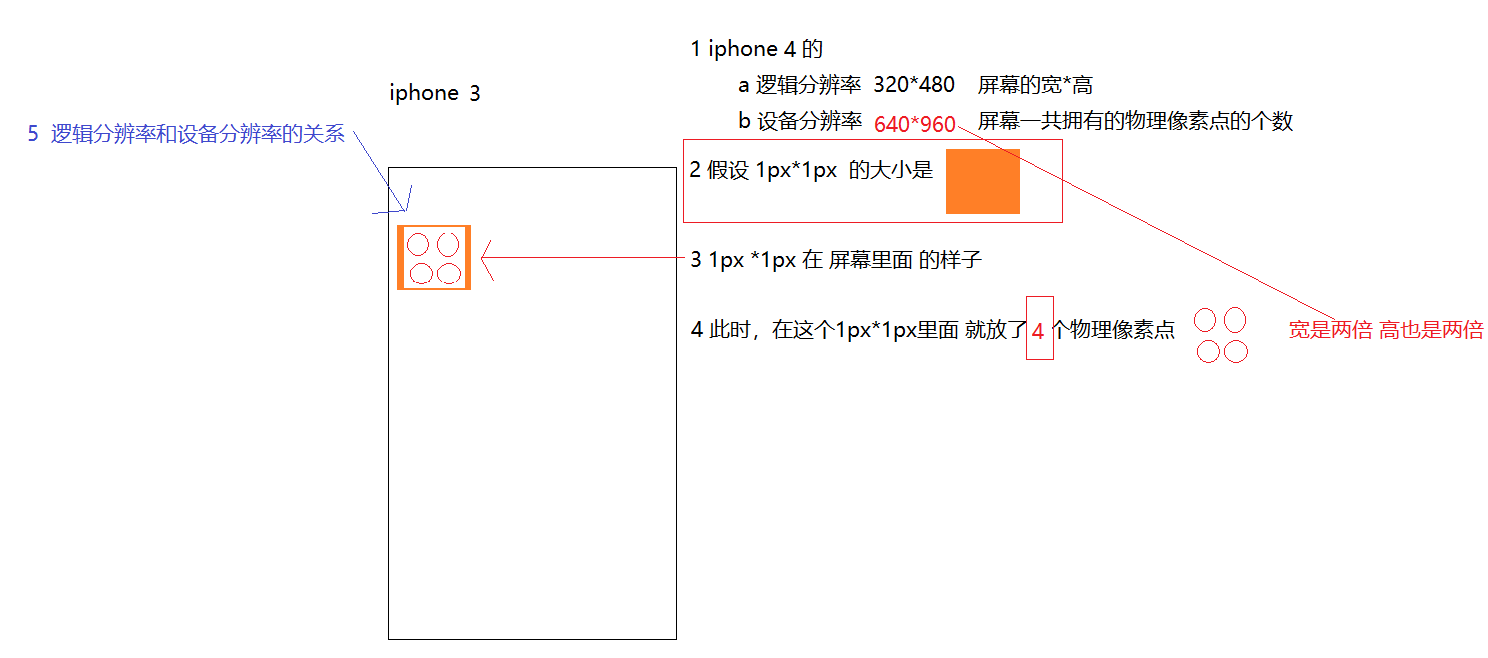 iphone 3
5 逻辑分辨率和设备分辨率的关系
1 iphone 4 的
a 逻辑分辨率 320*480 屏幕的宽*高
b 设备分辨率 640*960 屏幕一共拥有的物理像素点的个数
2 假设 1px*1px 的大小是
3 1px *1px 在 屏幕里面 的样子
4 此时，在这个1px*1px里面 就放了 4 个物理像素点
宽是两倍 高也是两倍